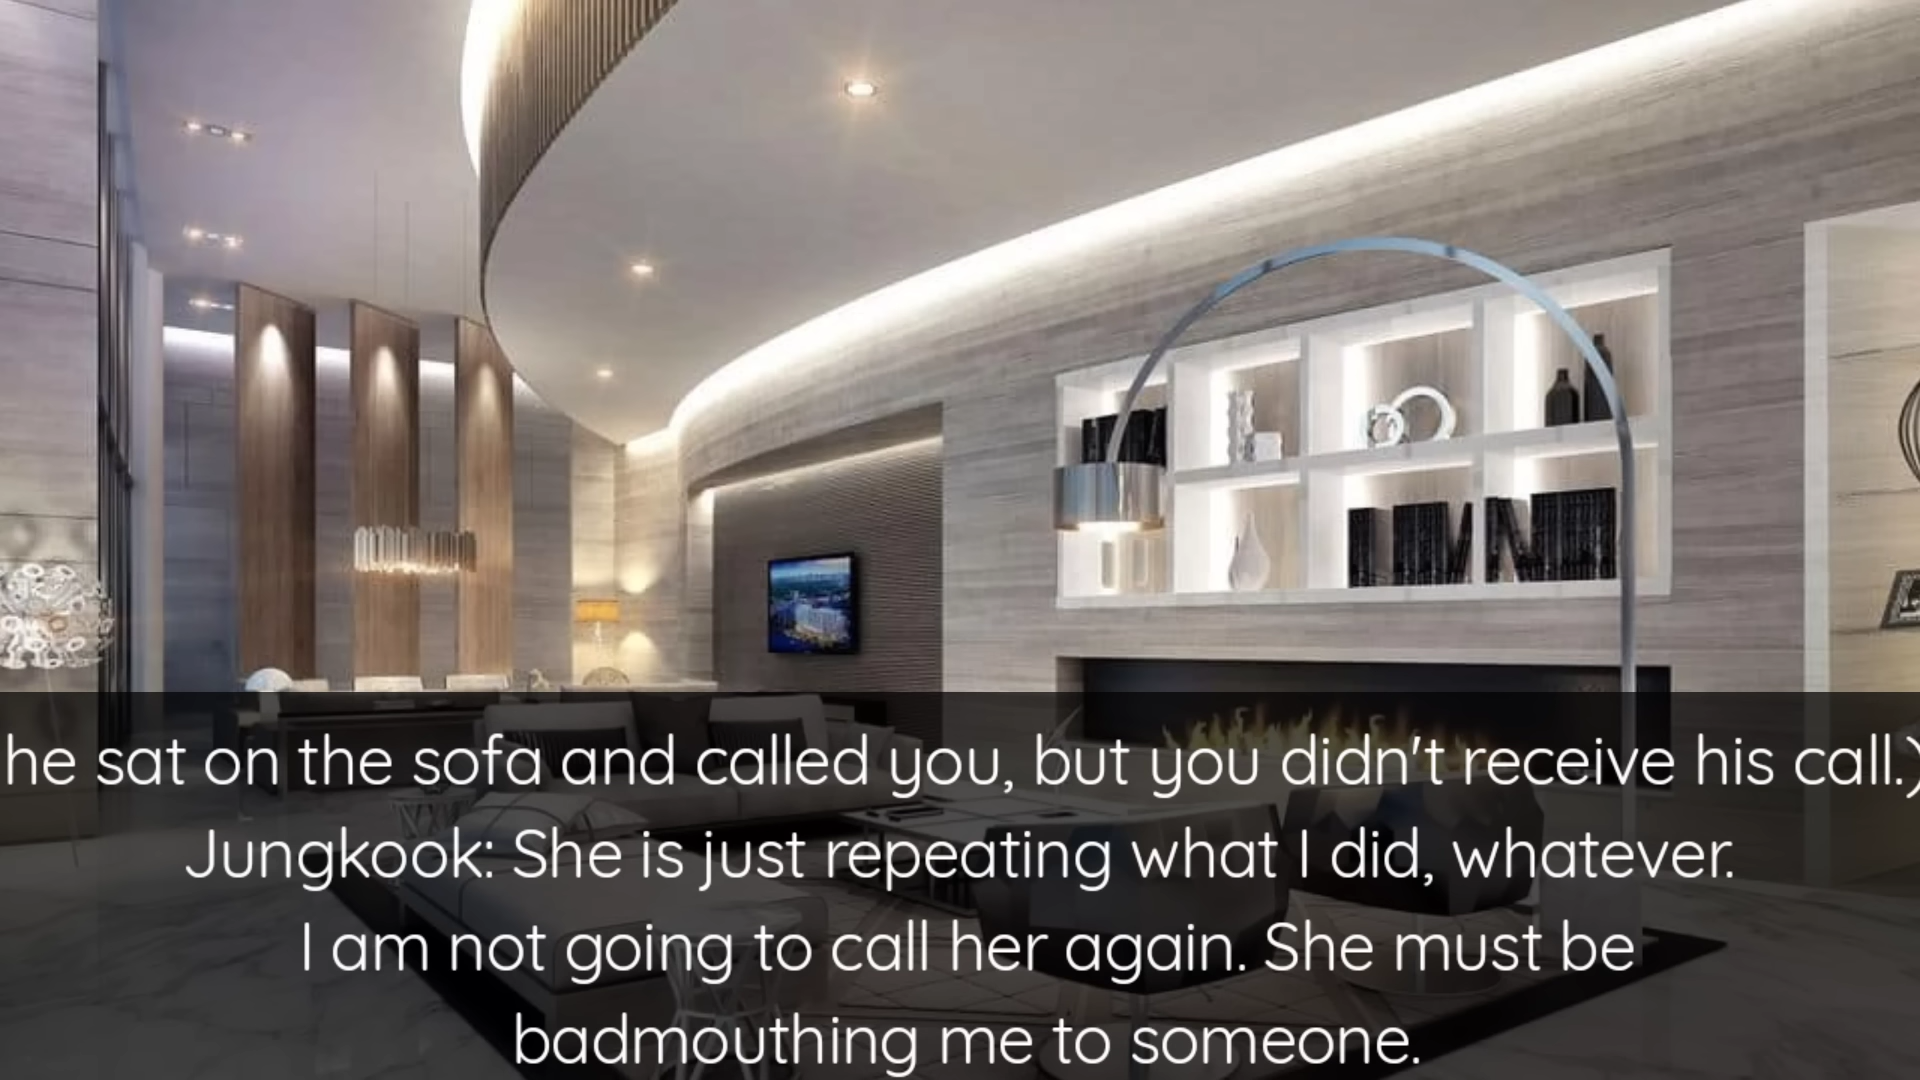 he sat on the sofa and called you, but you didn't receive his call.)
Jungkook: She is just repeating what I did, whatever.
I am not going to call her again. She must be
badmouthing me to someone.